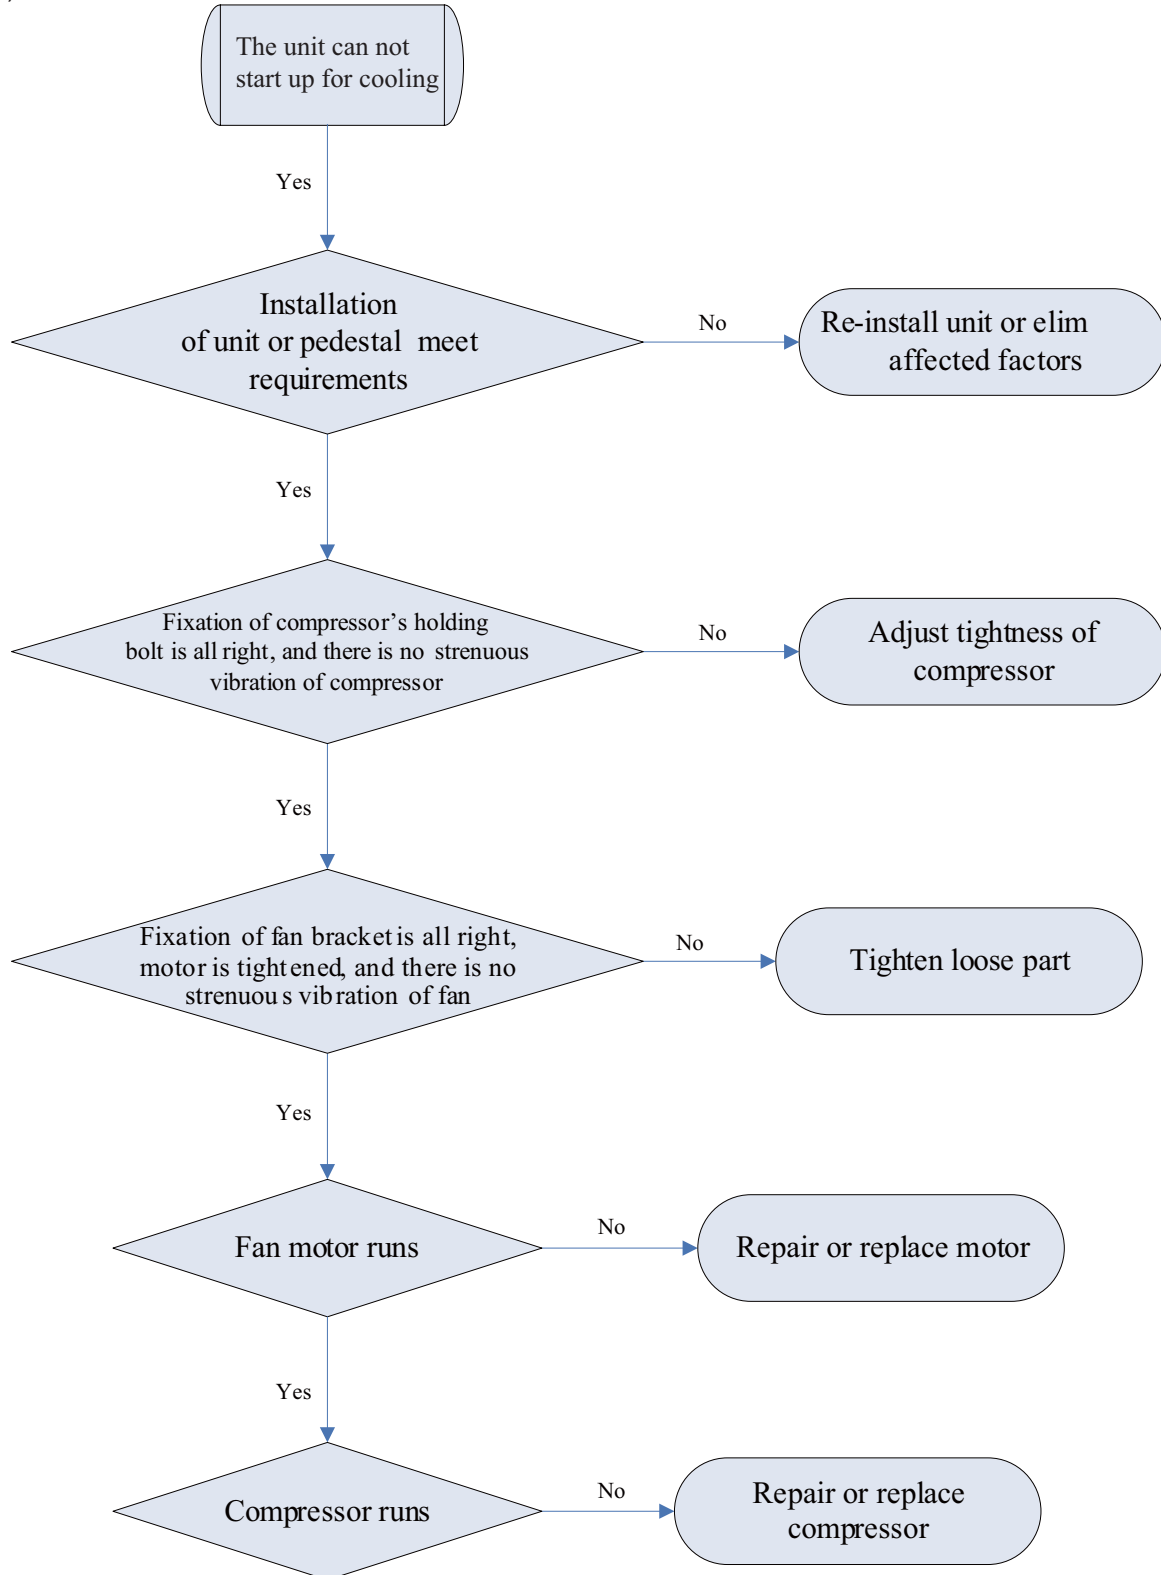 )
The unit can not
start up for cooling
Yes
Installation
of unit or pedestal meet
requirements
No
Re-install unit or elim
affected factors
Yes
Fixation of compressor’s holding
bolt is all right, and there is no strenuous
vibration of compressor
No
Adjust tightness of
compressor
Yes
Fixation of fan bracket is all right,
motor is tightened, and there is no
strenuous vibration of fan
No
Tighten loose part
Yes
Fan motor runs
No
Repair or replace motor
Yes
Compressor runs
No
Repair or replace
compressor